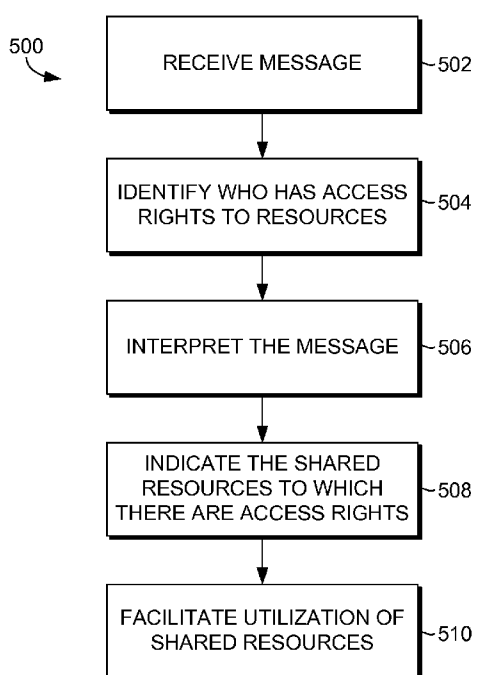 500
RECEIVE MESSAGE
502
IDENTIFY WHO HAS ACCESS
RIGHTS TO RESOURCES
504
INTERPRET THE MESSAGE
506
INDICATE THE SHARED
RESOURCES TO WHICH
THERE ARE ACCESS RIGHTS
508
FACILITATE UTILIZATION OF
SHARED RESOURCES
510